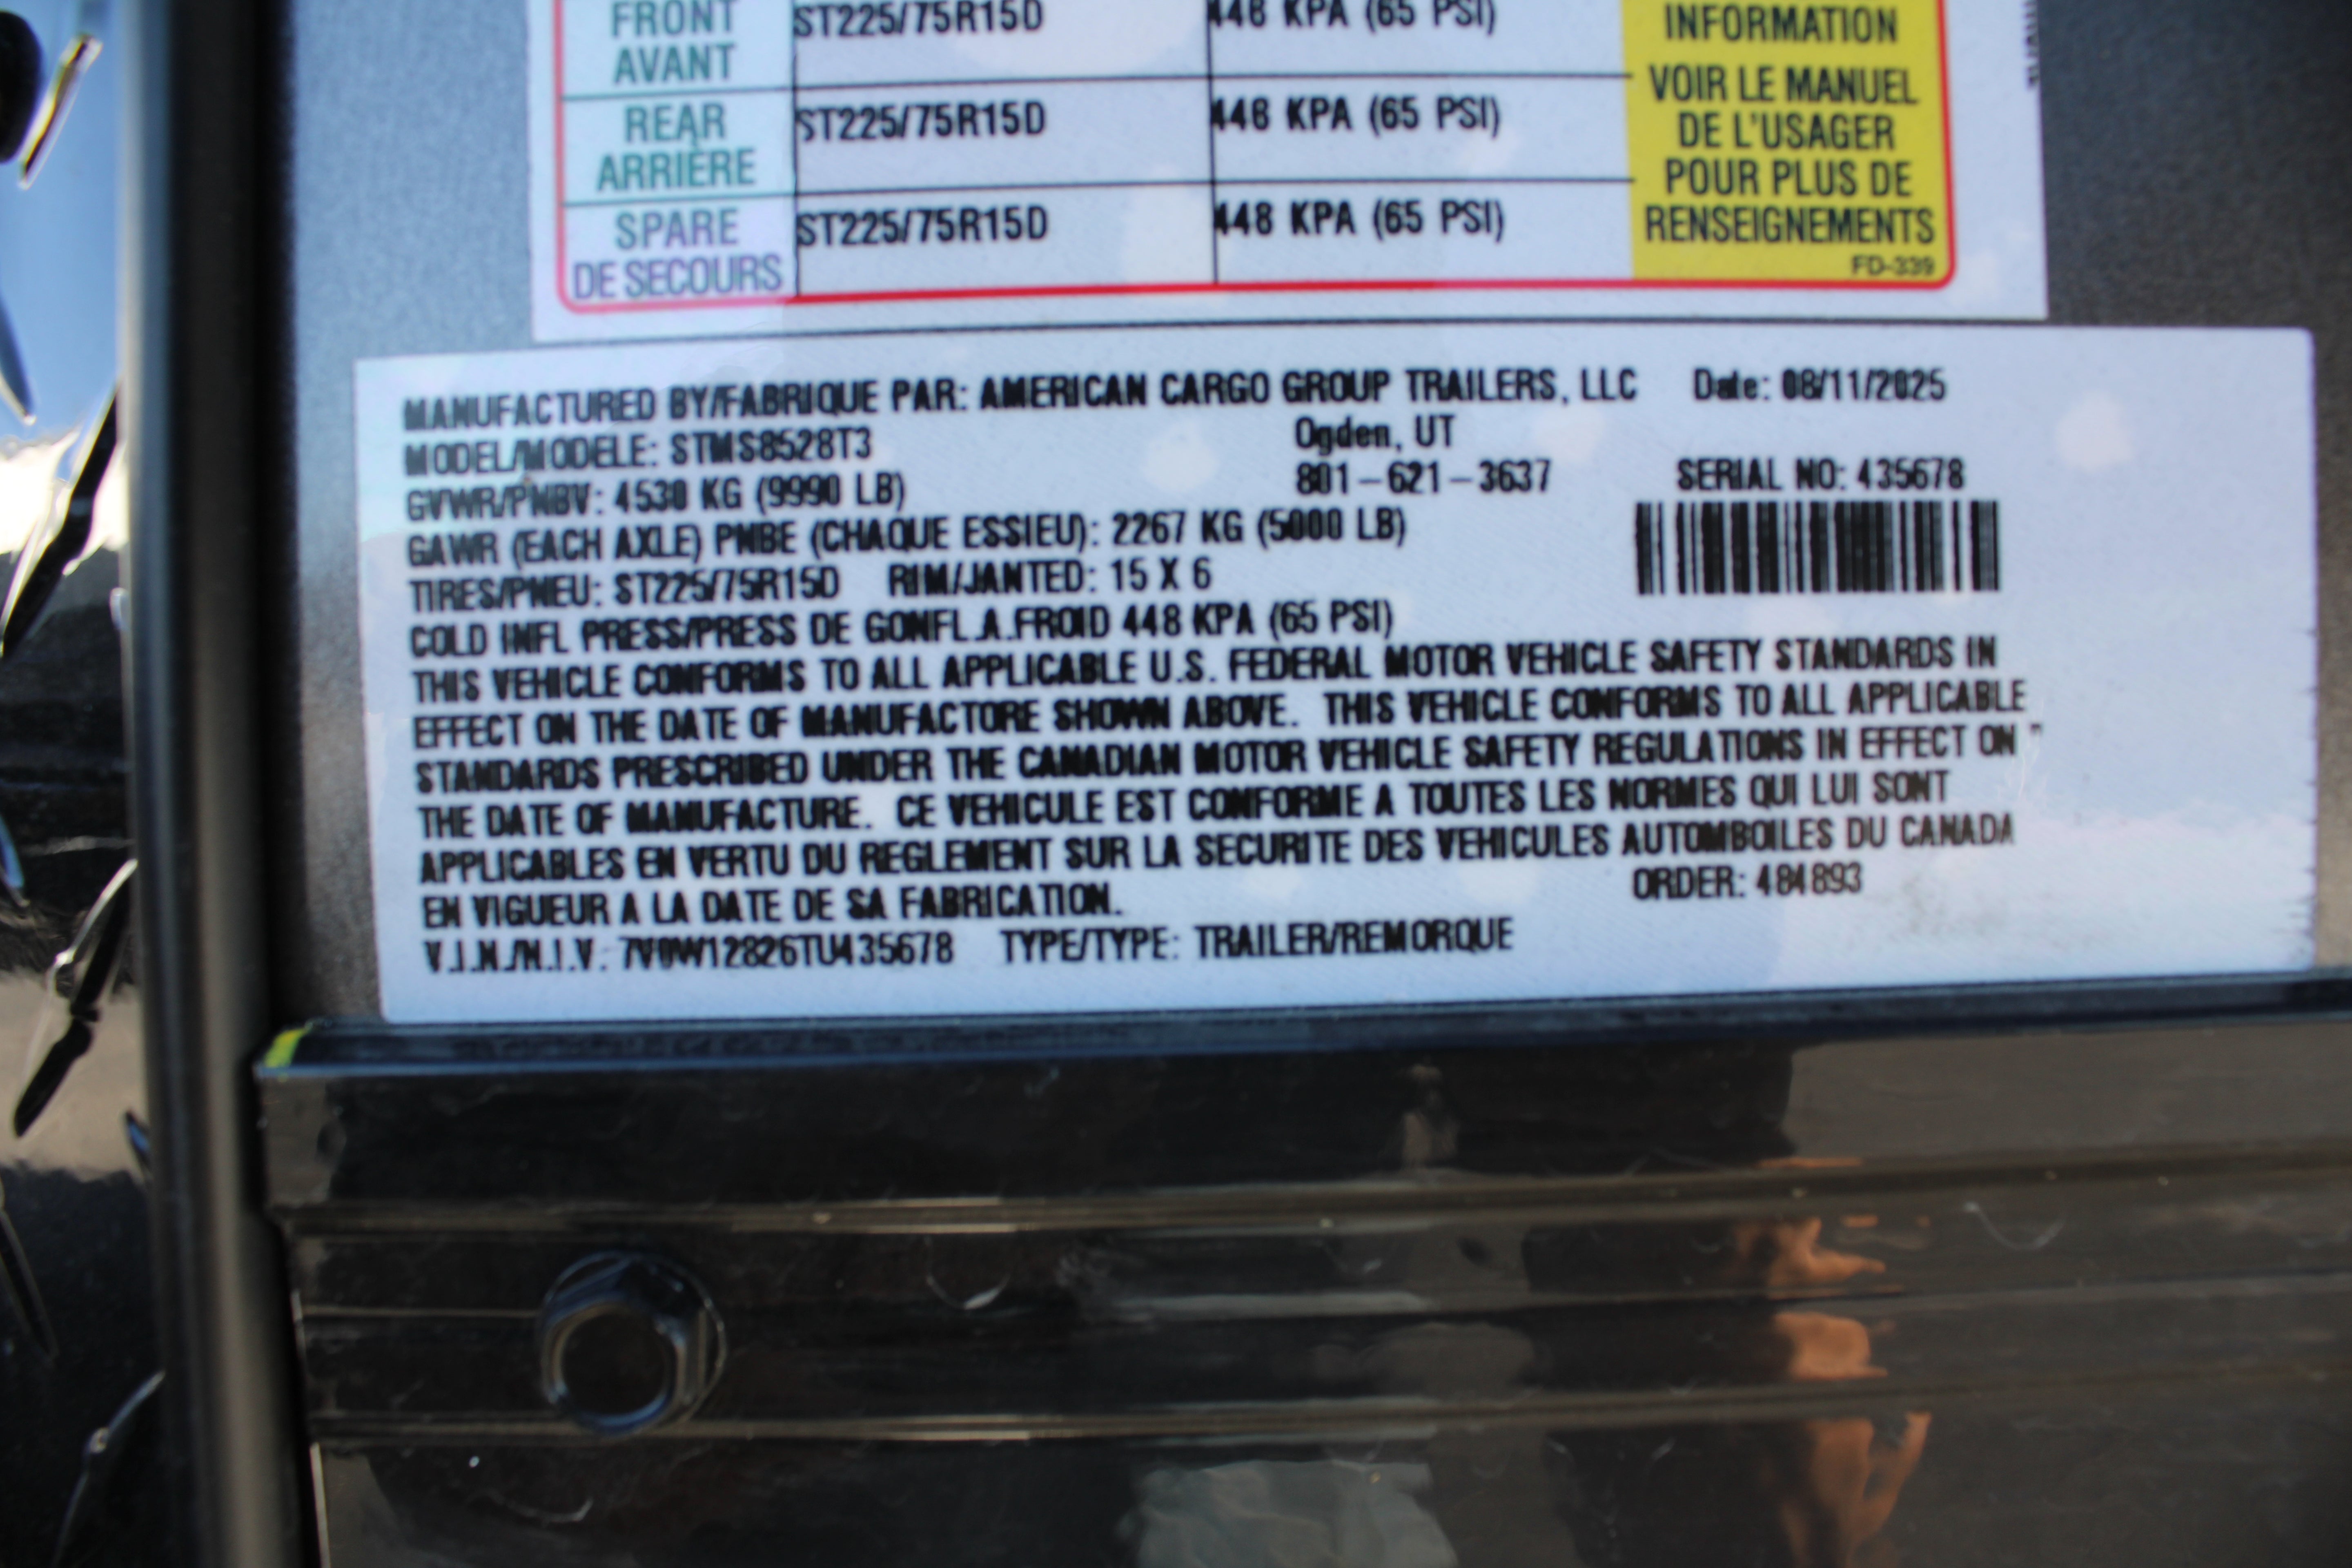 FRONT ST225/75R15D 448 KPA (65 PSI) INFORMATION
AVANT
VOIR LE MANUEL
REAR ST225/75R15D 448 KPA (65 PSI) DE L'USAGER
ARRIÈRE POUR PLUS DE
SPARE ST225/75R15D 448 KPA (65 PSI) RENSEIGNEMENTS
DE SECOURS FD-339
MANUFACTURED BY/FABRIQUE PAR: AMERICAN CARGO GROUP TRAILERS, LLC Date: 08/11/2025
MODEL/MODELE: STMS8528T3 Ogden, UT
GVWR/PNBV: 4530 KG (9990 LB) 801-621-3637 SERIAL NO: 435678
GAWR (EACH AXLE) PNBE (CHAQUE ESSIEU): 2267 KG (5000 LB)
TIRES/PNEU: ST225/75R15D RIM/JANTED: 15 X 6
COLD INFL PRESS/PRESS DE GONFL.A.FROID 448 KPA (65 PSI)
THIS VEHICLE CONFORMS TO ALL APPLICABLE U.S. FEDERAL MOTOR VEHICLE SAFETY STANDARDS IN
EFFECT ON THE DATE OF MANUFACTORE SHOWN ABOVE. THIS VEHICLE CONFORMS TO ALL APPLICABLE
STANDARDS PRESCRIBED UNDER THE CANADIAN MOTOR VEHICLE SAFETY REGULATIONS IN EFFECT ON "
THE DATE OF MANUFACTURE. CE VEHICULE EST CONFORME A TOUTES LES NORMES QUI LUI SONT
APPLICABLES EN VERTU DU REGLEMENT SUR LA SECURITE DES VEHICULES AUTOMBOILES DU CANADA
EN VIGUEUR A LA DATE DE SA FABRICATION. ORDER: 484893
V.I.N./N.I.V: 7V0W12826TU435678 TYPE/TYPE: TRAILER/REMORQUE